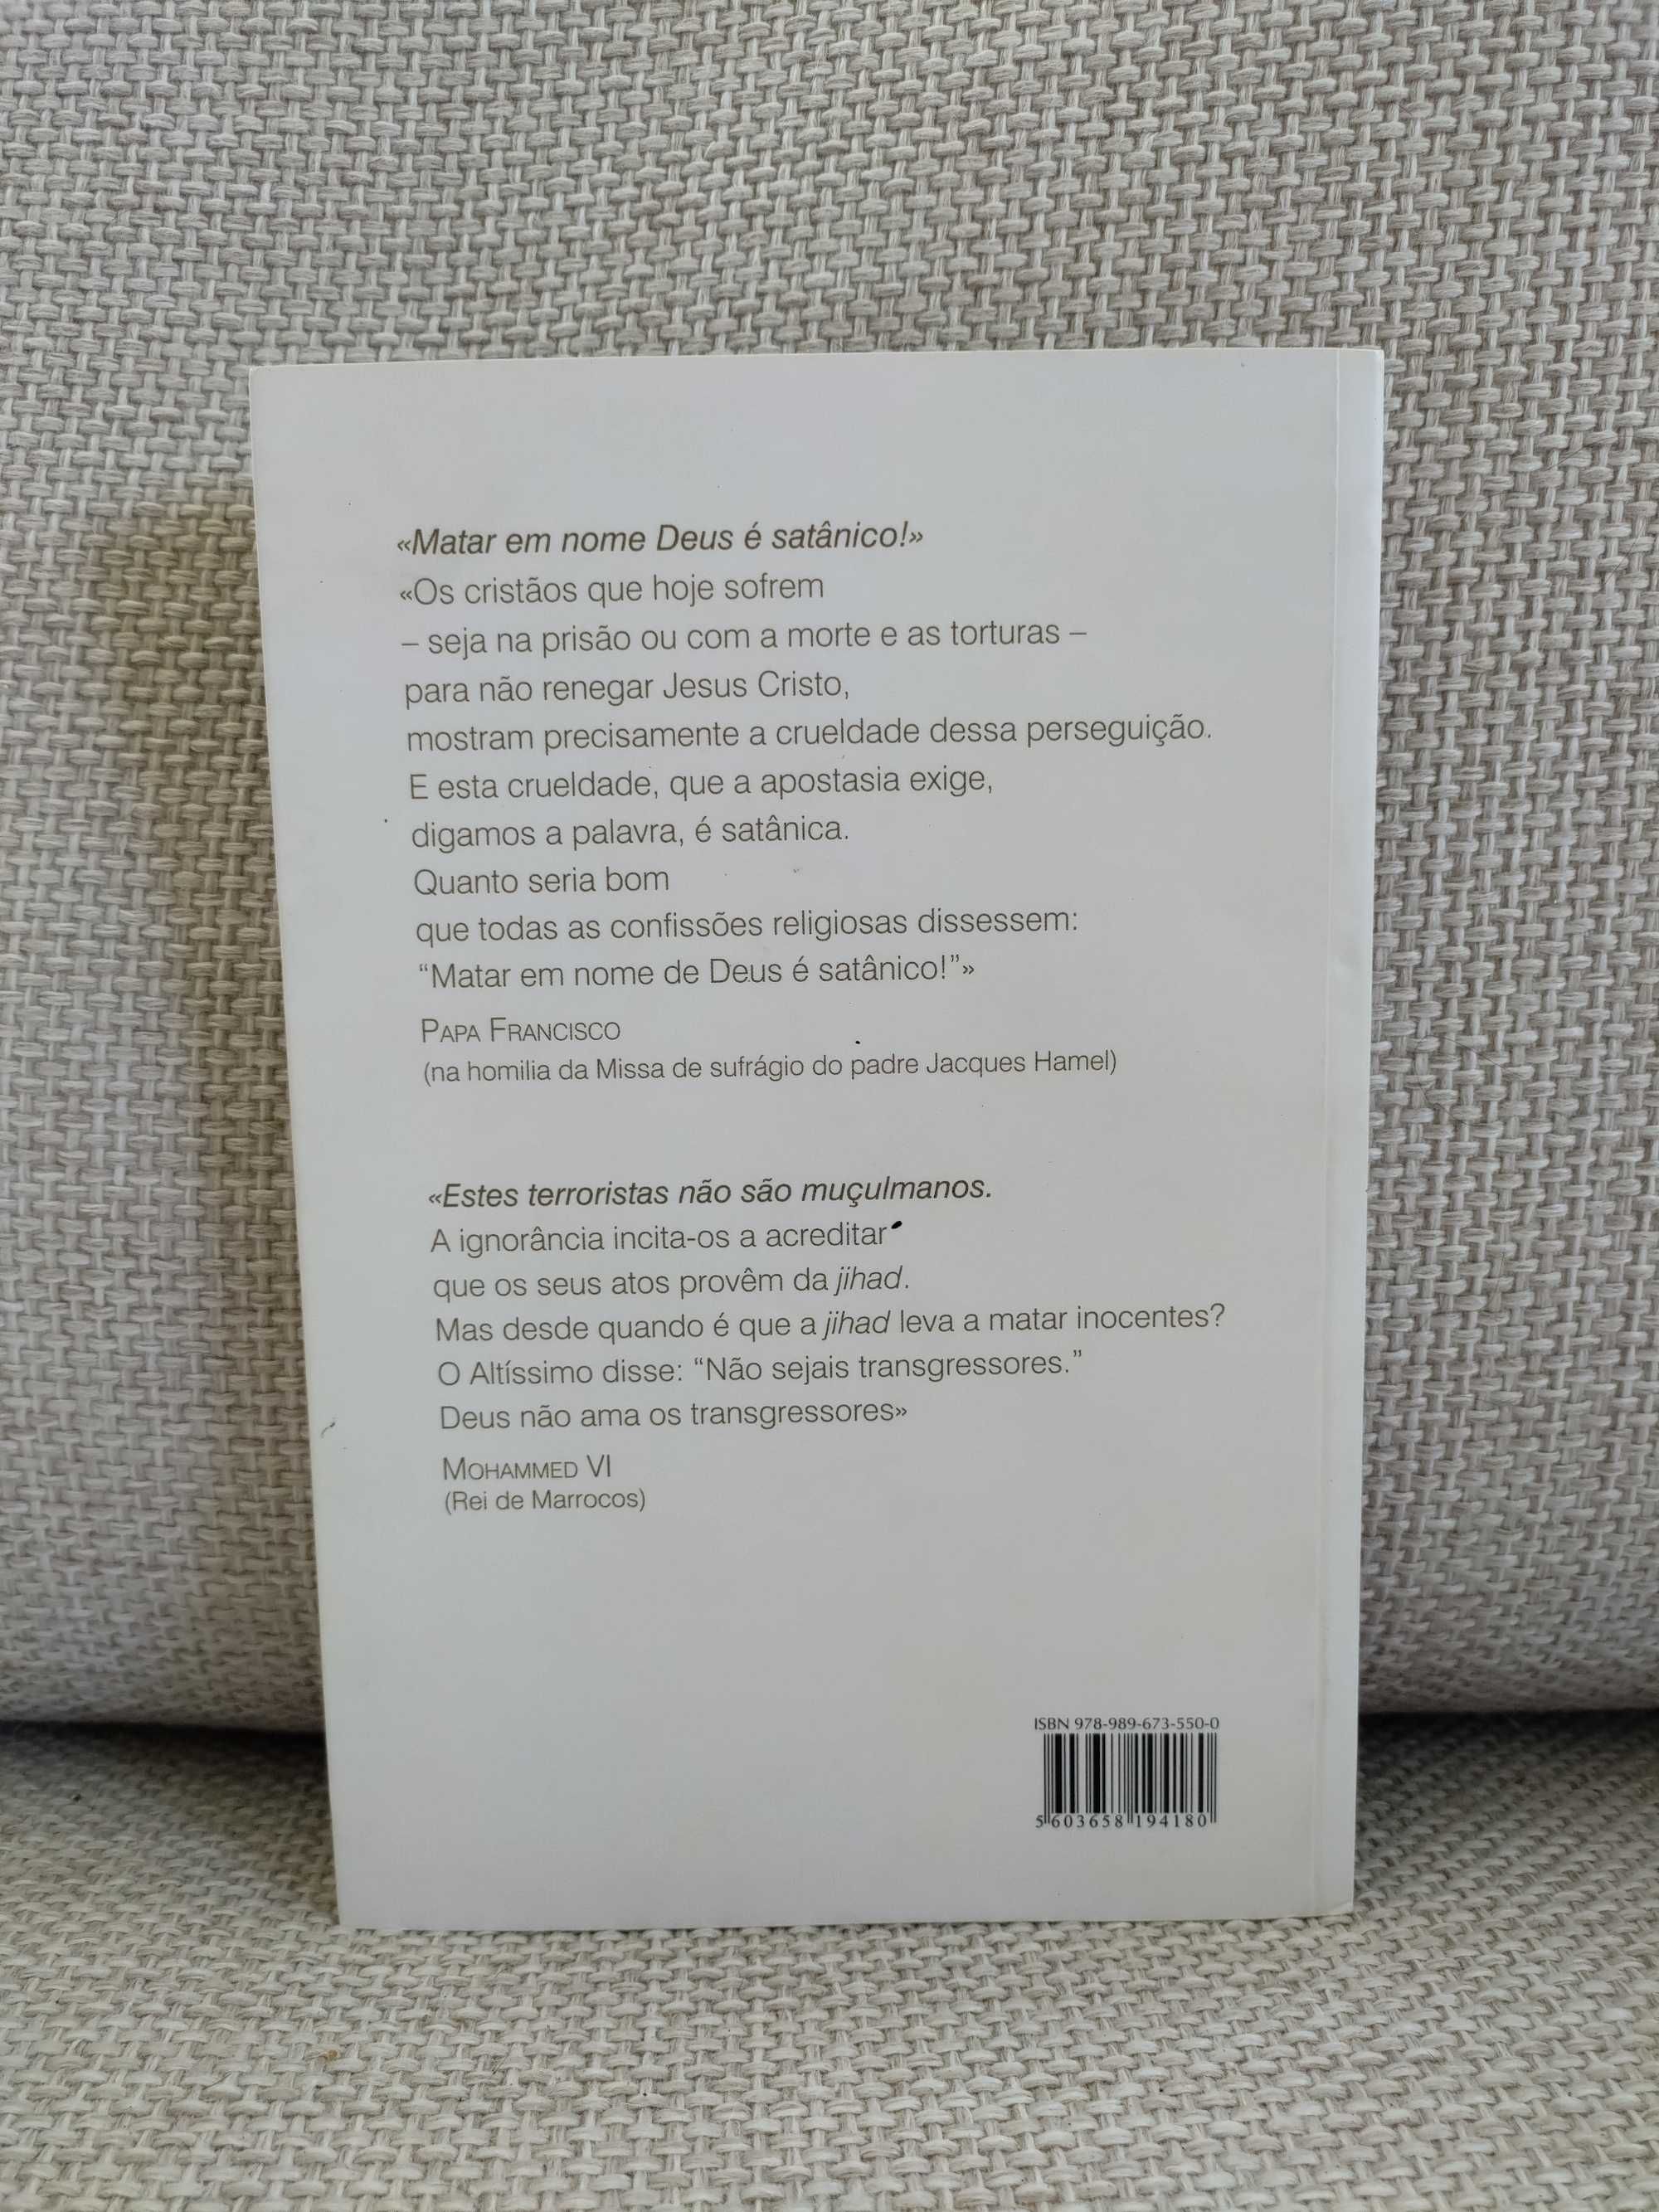 «Matar em nome Deus é satânico!»
«Os cristãos que hoje sofrem
– seja na prisão ou com a morte e as torturas –
para não renegar Jesus Cristo,
mostram precisamente a crueldade dessa perseguição.
E esta crueldade, que a apostasia exige,
digamos a palavra, é satânica.
Quanto seria bom
que todas as confissões religiosas dissessem:
“Matar em nome de Deus é satânico!”»
PAPA FRANCISCO
(na homilia da Missa de sufrágio do padre Jacques Hamel)
«Estes terroristas não são muçulmanos.
A ignorância incita-os a acreditar
que os seus atos provêm da jihad.
Mas desde quando é que a jihad leva a matar inocentes?
O Altíssimo disse: “Não sejais transgressores.”
Deus não ama os transgressores»
MOHAMMED VI
(Rei de Marrocos)
ISBN 978-989-673-550-0
5 603658 194180